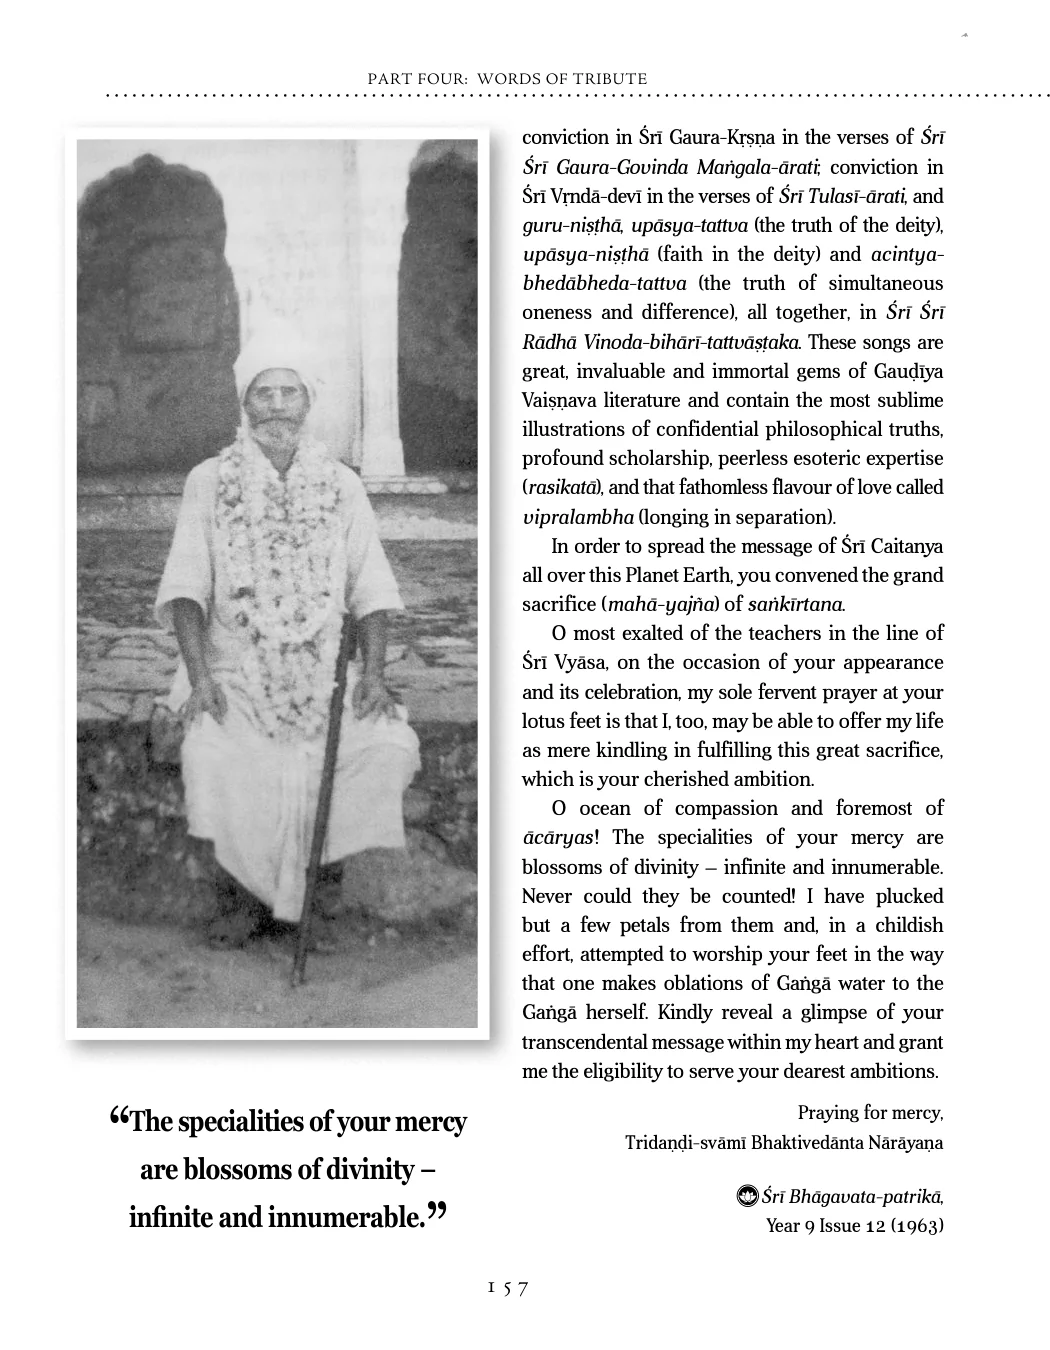 PART FOUR: WORDS OF TRIBUTE
conviction in Śrī Gaura-Kṛṣṇa in the verses of Śrī
Śrī Gaura-Govinda Maṅgala-ārati; conviction in
Śrī Vṛndā-devī in the verses of Śrī Tulasī-ārati, and
guru-niṣṭhā, upāsya-tattva (the truth of the deity),
upāsya-niṣṭhā (faith in the deity) and acintya-
bhedābheda-tattva (the truth of simultaneous
oneness and difference), all together, in Śrī Śrī
Rādhā Vinoda-bihārī-tattvāṣṭaka. These songs are
great, invaluable and immortal gems of Gauḍīya
Vaiṣṇava literature and contain the most sublime
illustrations of confidential philosophical truths,
profound scholarship, peerless esoteric expertise
(rasikatā), and that fathomless flavour of love called
vipralambha (longing in separation).
In order to spread the message of Śrī Caitanya
all over this Planet Earth, you convened the grand
sacrifice (mahā-yajña) of saṅkīrtana.
O most exalted of the teachers in the line of
Śrī Vyāsa, on the occasion of your appearance
and its celebration, my sole fervent prayer at your
lotus feet is that I, too, may be able to offer my life
as mere kindling in fulfilling this great sacrifice,
which is your cherished ambition.
O ocean of compassion and foremost of
ācāryas! The specialities of your mercy are
blossoms of divinity – infinite and innumerable.
Never could they be counted! I have plucked
but a few petals from them and, in a childish
effort, attempted to worship your feet in the way
that one makes oblations of Gaṅgā water to the
Gaṅgā herself. Kindly reveal a glimpse of your
transcendental message within my heart and grant
me the eligibility to serve your dearest ambitions.
Praying for mercy,
Tridaṇḍi-svāmī Bhaktivedānta Nārāyaṇa
Śrī Bhāgavata-patrikā,
Year 9 Issue 12 (1963)
“The specialities of your mercy
are blossoms of divinity –
infinite and innumerable.”
157